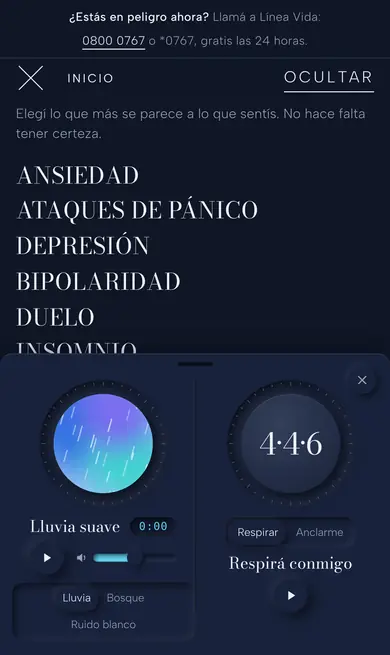 ¿Estás en peligro ahora? Llamá a Línea Vida:
0800 0767 o *0767, gratis las 24 horas.
INICIO
OCULTAR
Elegí lo que más se parece a lo que sentís. No hace falta
tener certeza.
ANSIEDAD
ATAQUES DE PÁNICO
DEPRESIÓN
BIPOLARIDAD
DUELO
INSOMNIO
4·4·6
Lluvia suave 0:00
Lluvia Bosque
Ruido blanco
Respirar Anclarme
Respirá conmigo